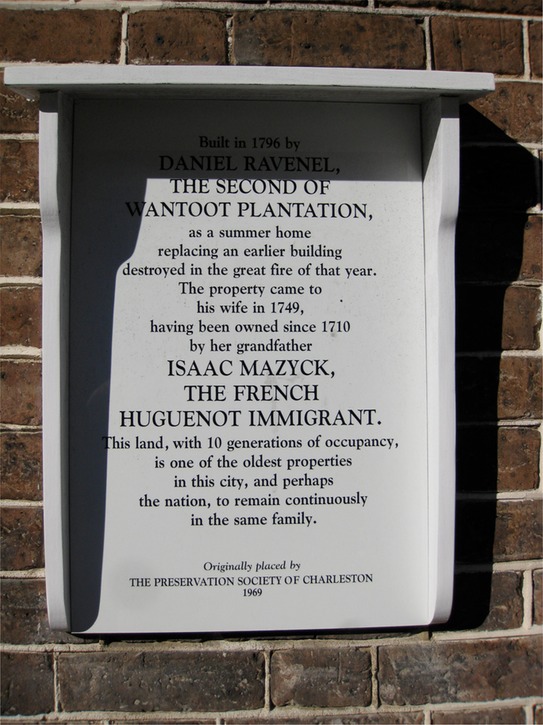 Built in 1796 by
DANIEL RAVENEL,
THE SECOND OF
WANTOOT PLANTATION,
as a summer home
replacing an earlier building
destroyed in the great fire of that year.
The property came to
his wife in 1749,
having been owned since 1710
by her grandfather
ISAAC MAZYCK,
THE FRENCH
HUGUENOT IMMIGRANT.
This land, with 10 generations of occupancy,
is one of the oldest properties
in this city, and perhaps
the nation, to remain continuously
in the same family.
Originally placed by
THE PRESERVATION SOCIETY OF CHARLESTON
1969